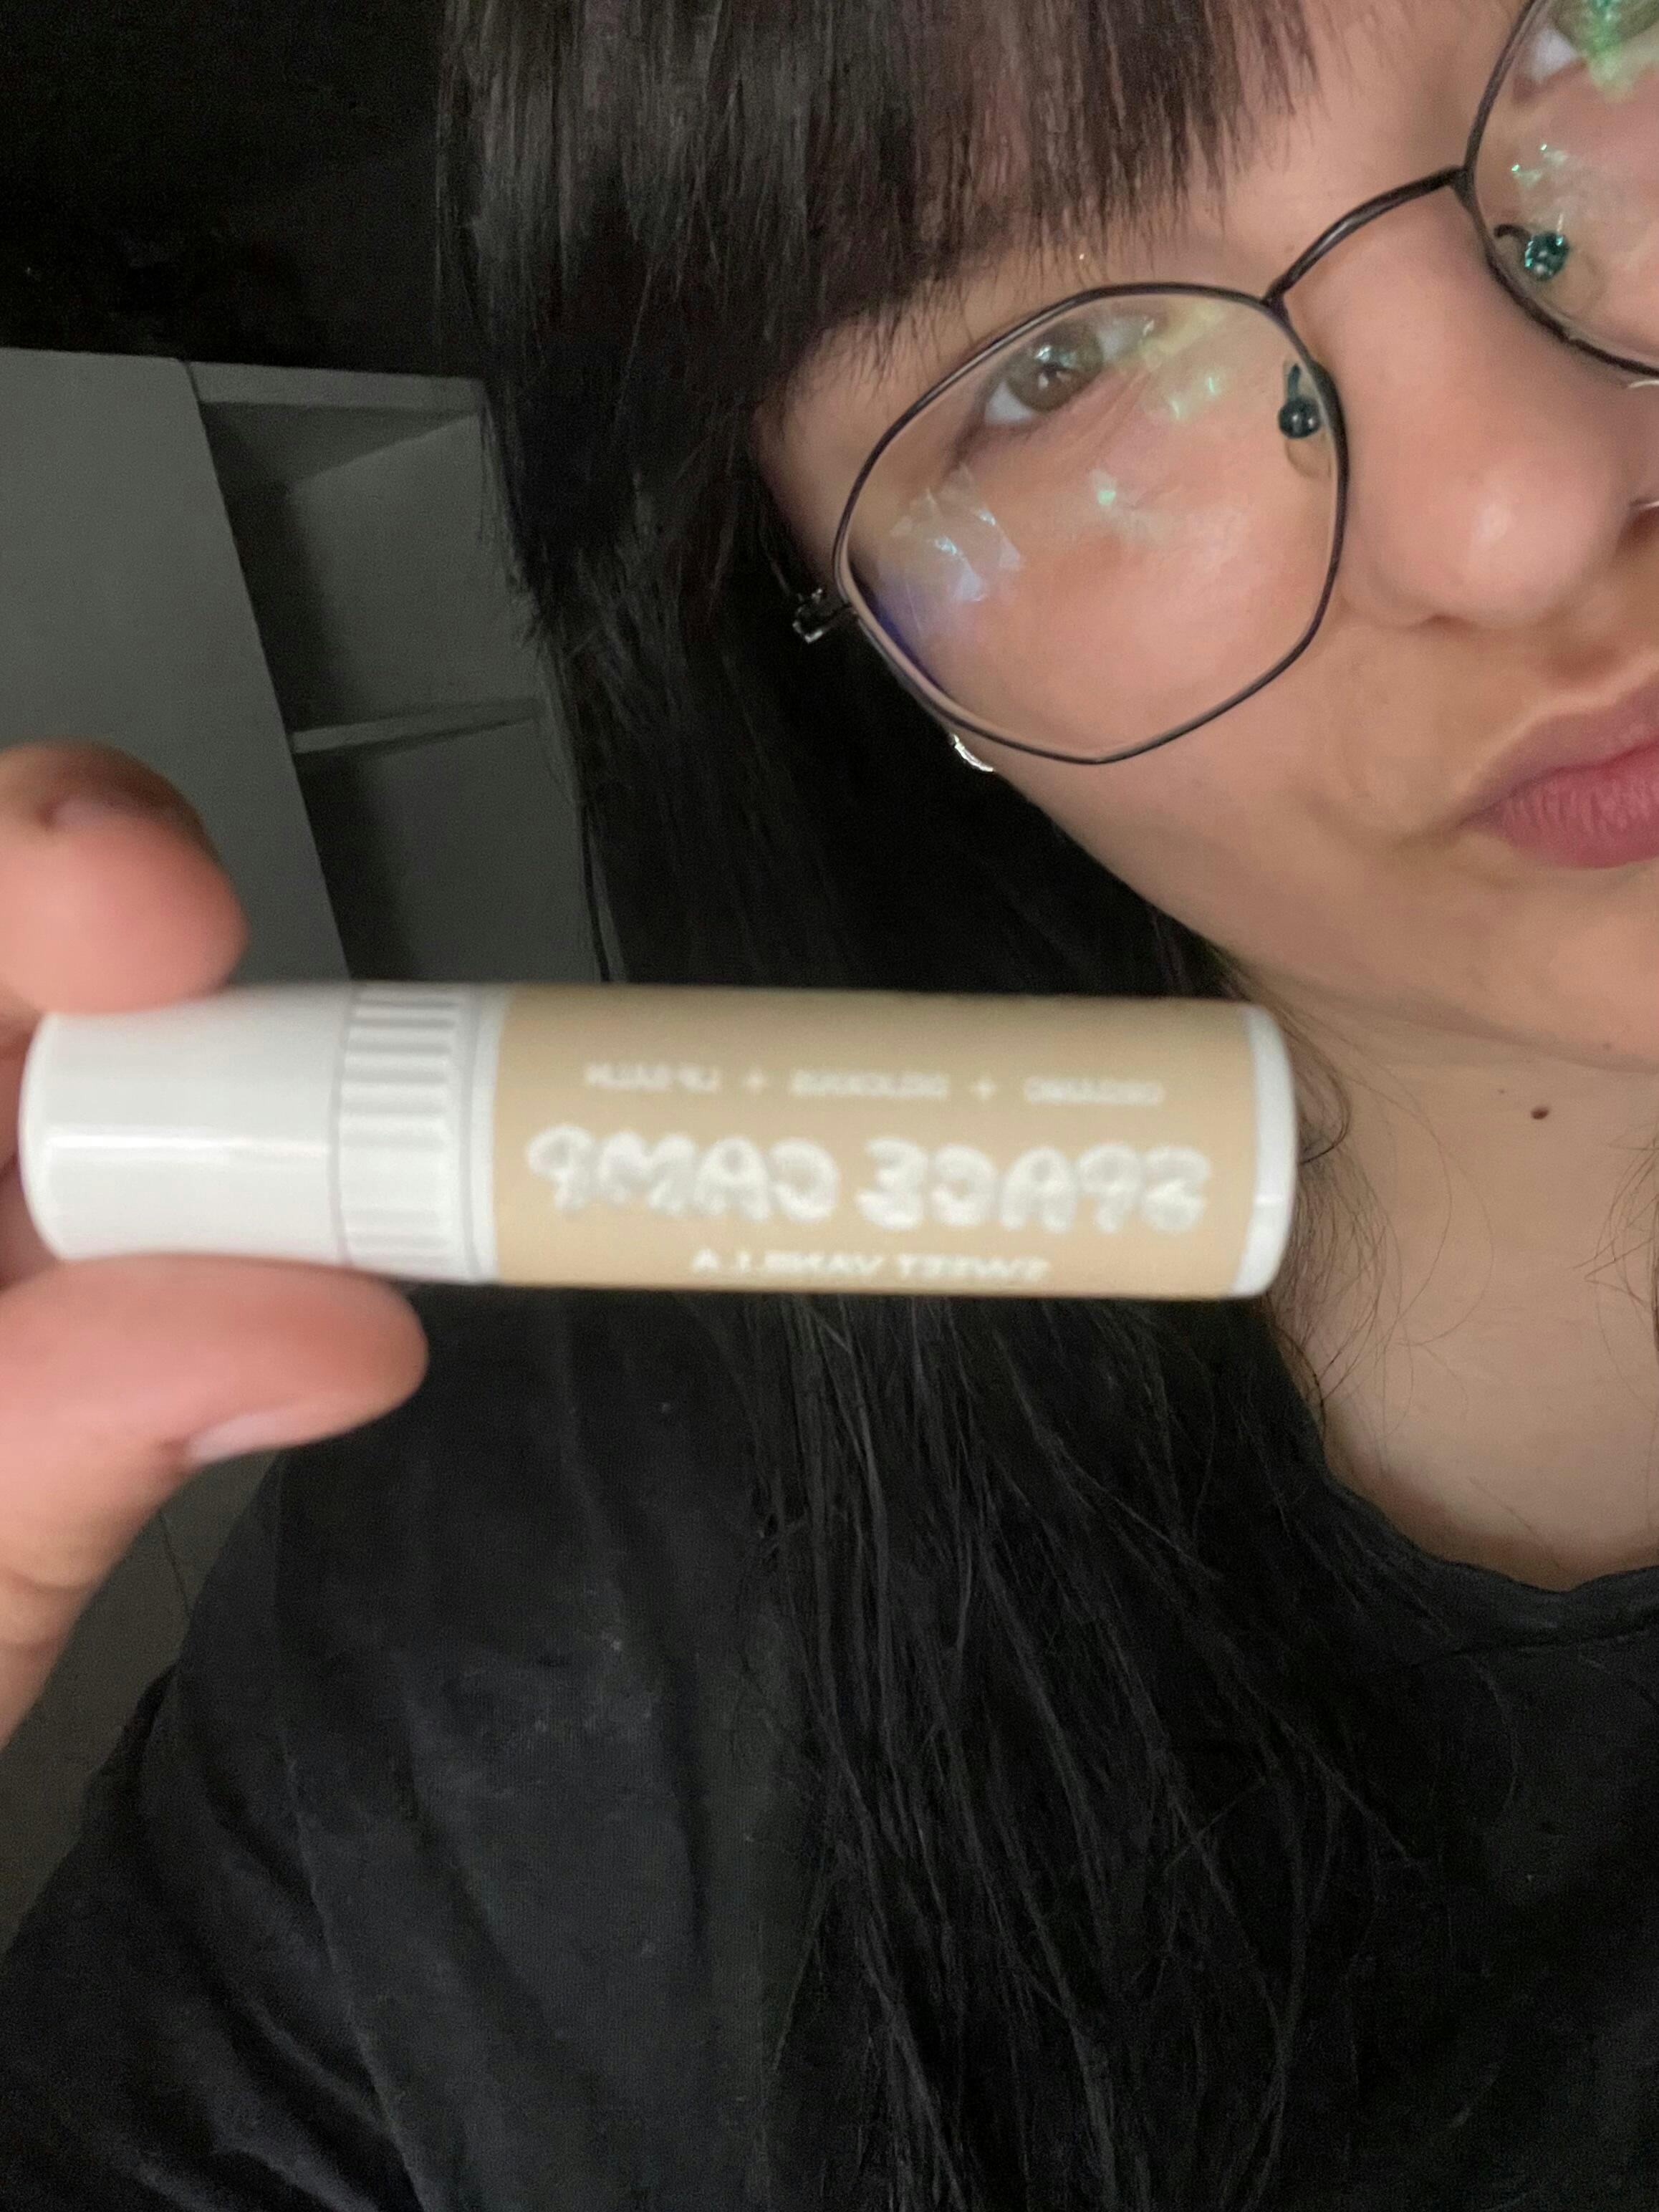 ORGANIC + DELICIOUS + LIP BALM
SPACE CAMP
SWEET VANILLA